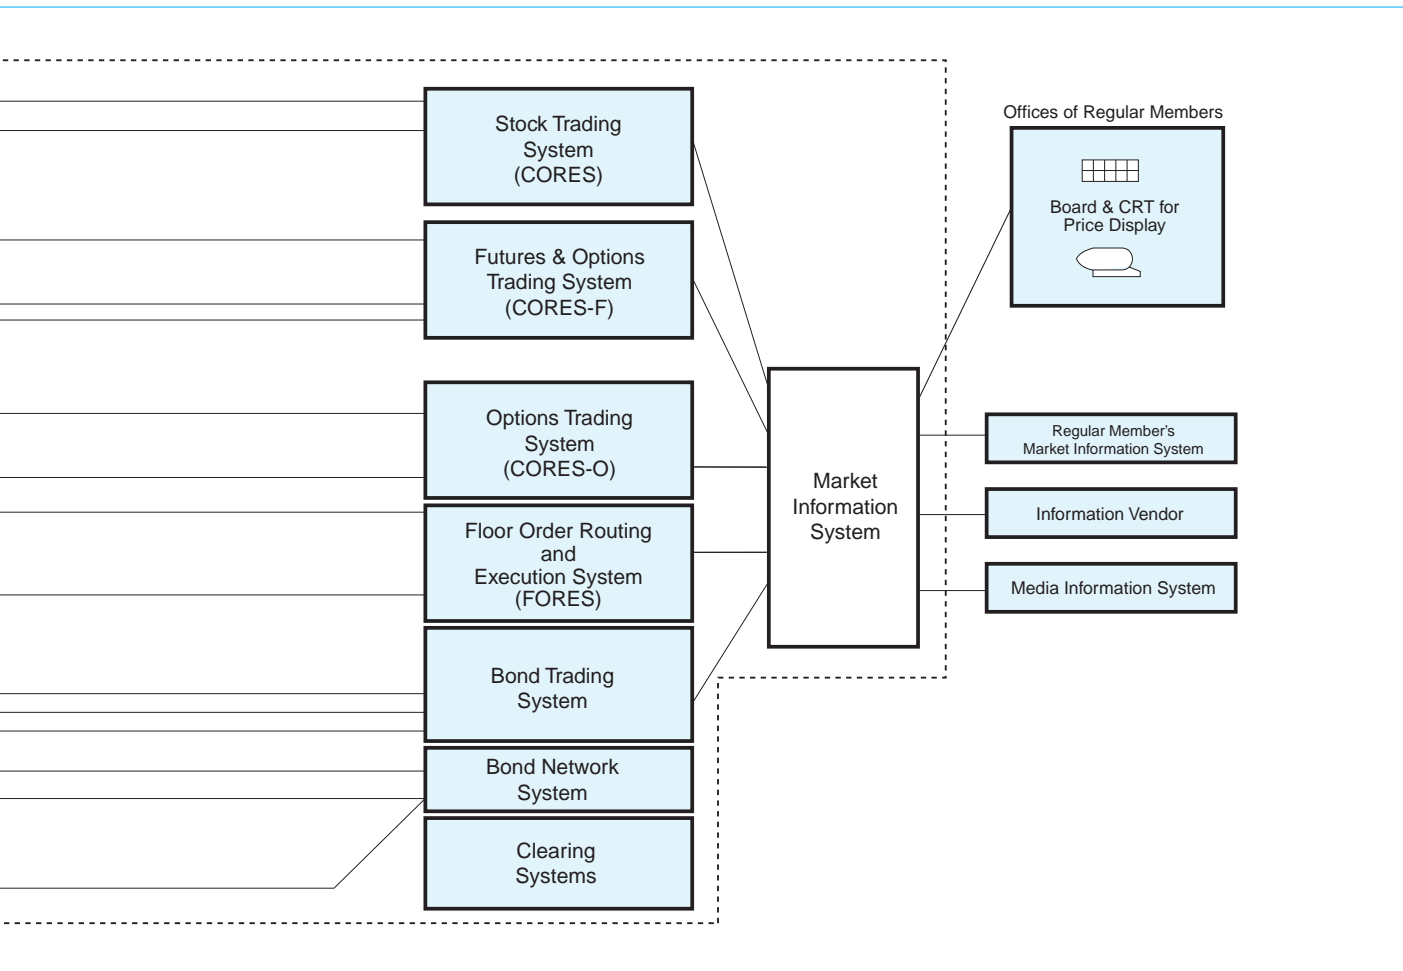 Stock Trading
System
(CORES)
Futures & Options
Trading System
(CORES-F)
Options Trading
System
(CORES-O)
Floor Order Routing
and
Execution System
(FORES)
Bond Trading
System
Bond Network
System
Clearing
Systems
Market
Information
System
Offices of Regular Members
Board & CRT for
Price Display
Regular Member’s
Market Information System
Information Vendor
Media Information System